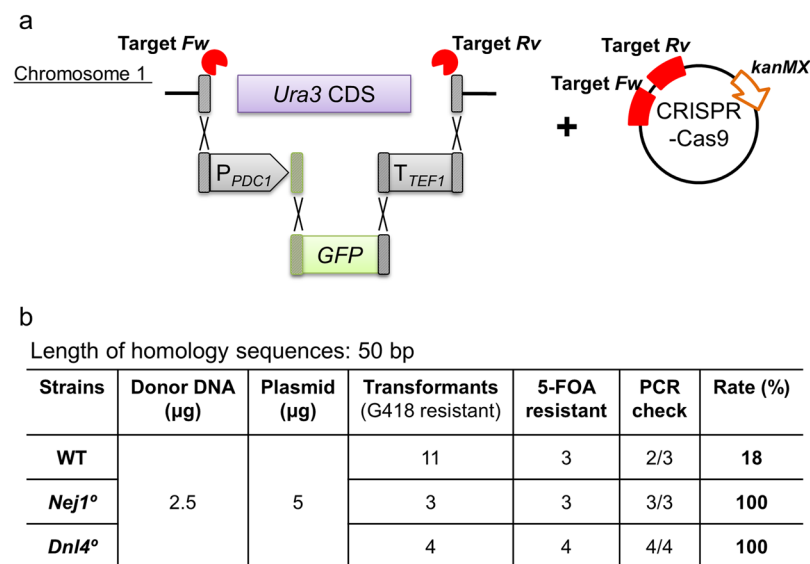 a
Target Fw
Target Rv
Chromosome 1
Ura3 CDS
P PDC1
T TEF1
GFP
+
Target Rv
Target Fw
kanMX
CRISPR
-Cas9
b
Length of homology sequences: 50 bp
Strains Donor DNA (µg) Plasmid (µg) Transformants (G418 resistant) 5-FOA resistant PCR check Rate (%)
WT 2.5 5 11 3 2/3 18
Nej1º 3 3 3/3 100
Dnl4º 4 4 4/4 100